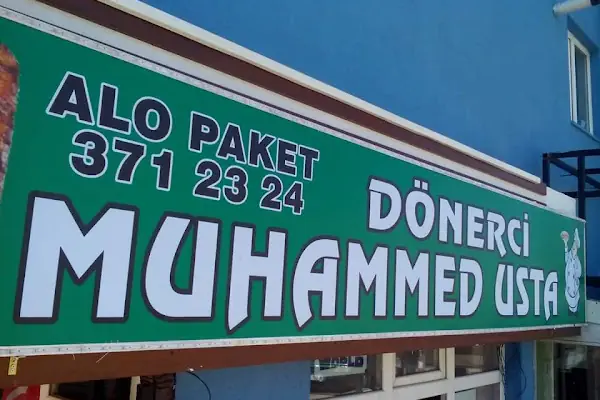 ALO PAKET
371 23 24
DÖNERCİ
MUHAMMED USTA